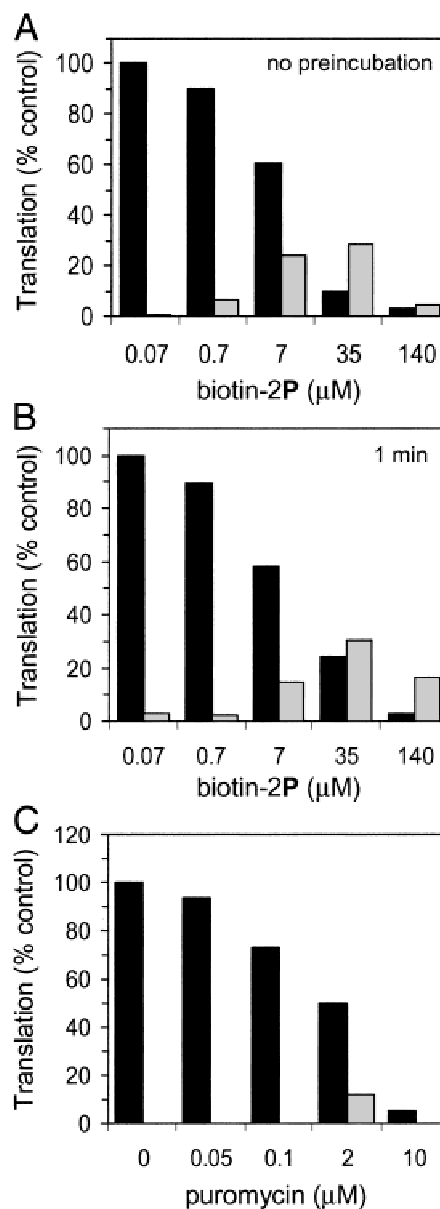 A
no preincubation
Translation (% control)
100
80
60
40
20
0
0.07 0.7 7 35 140
biotin-2P (μM)
B
1 min
Translation (% control)
100
80
60
40
20
0
0.07 0.7 7 35 140
biotin-2P (μM)
C
Translation (% control)
120
100
80
60
40
20
0
0 0.05 0.1 2 10
puromycin (μM)